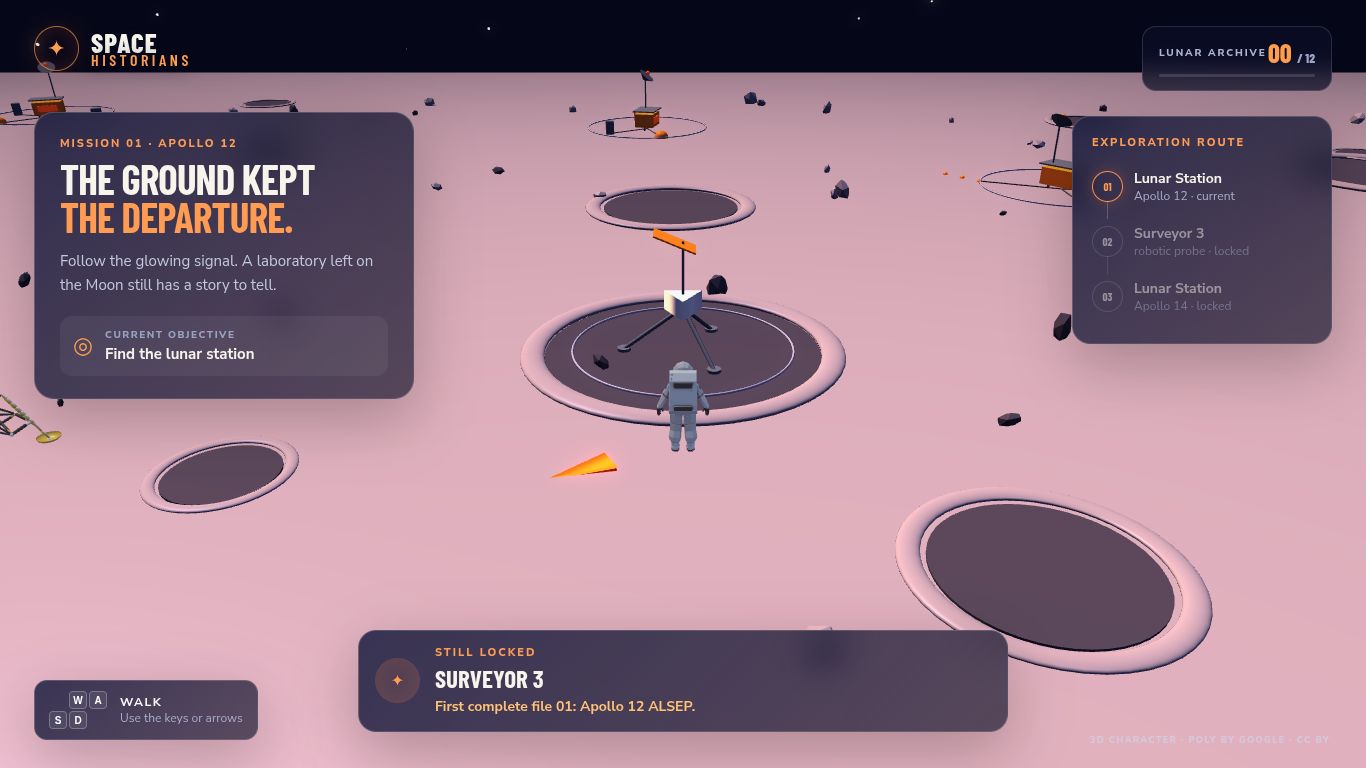 SPACE
HISTORIANS
LUNAR ARCHIVE 00 / 12
MISSION 01 · APOLLO 12
THE GROUND KEPT
THE DEPARTURE.
Follow the glowing signal. A laboratory left on
the Moon still has a story to tell.
CURRENT OBJECTIVE
Find the lunar station
EXPLORATION ROUTE
01
Lunar Station
Apollo 12 · current
02
Surveyor 3
robotic probe · locked
03
Lunar Station
Apollo 14 · locked
STILL LOCKED
SURVEYOR 3
First complete file 01: Apollo 12 ALSEP.
W A
S D
WALK
Use the keys or arrows
3D CHARACTER · POLY BY GOOGLE · CC BY